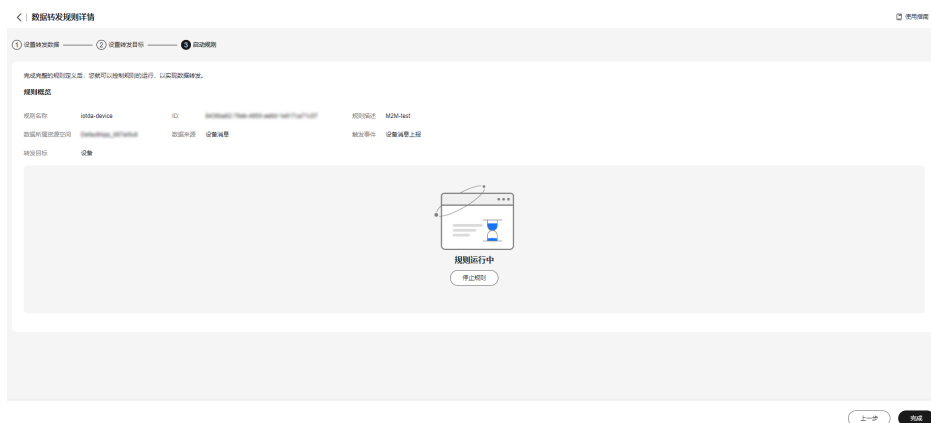 数据转发规则详情
使用指南
1 设置转发数据 2 设置转发目标 3 启动规则
完成完整的规则定义后，您就可以控制规则的运行，以实现数据转发。
规则概览
规则名称 iotda-device ID: 规则描述 M2M-test
数据所属资源空间 数据来源 设备消息 触发事件 设备消息上报
转发目标 设备
规则运行中
停止规则
上一步 完成